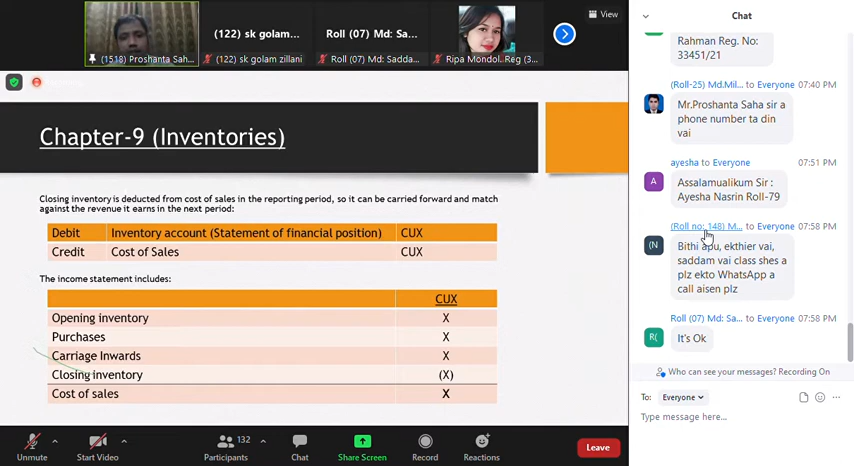 (122) sk golam...
Roll (07) Md: Sa...
View
(1518) Proshanta Sah...
(122) sk golam zillani
Roll (07) Md: Sadda...
Ripa Mondol. Reg (3...
Chapter-9 (Inventories)
Closing inventory is deducted from cost of sales in the reporting period, so it can be carried forward and match
against the revenue it earns in the next period:
Debit Inventory account (Statement of financial position) CUX
Credit Cost of Sales CUX
The income statement includes:
CUX
Opening inventory X
Purchases X
Carriage Inwards X
Closing inventory (X)
Cost of sales X
Unmute
Start Video
132
Participants
Chat
Share Screen
Record
Reactions
Leave
Chat
Rahman Reg. No:
33451/21
(Roll-25) Md.Mil... to Everyone 07:40 PM
Mr.Proshanta Saha sir a
phone number ta din
vai
ayesha to Everyone 07:51 PM
A
Assalamualikum Sir :
Ayesha Nasrin Roll-79
(Roll no: 148) M... to Everyone 07:58 PM
(N
Bithi apu, ekthier vai,
saddam vai class shes a
plz ekto WhatsApp a
call aisen plz
Roll (07) Md: Sa... to Everyone 07:58 PM
R(
It's Ok
Who can see your messages? Recording On
To: Everyone
Type message here...